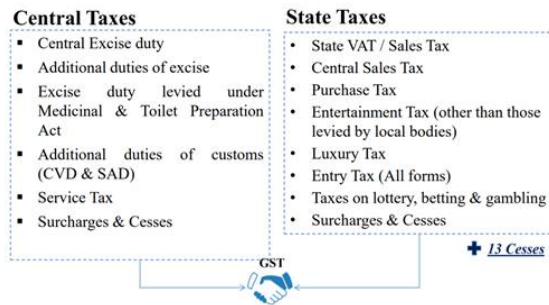 Central Taxes
▪ Central Excise duty
▪ Additional duties of excise
▪ Excise duty levied under
Medicinal & Toilet Preparation
Act
▪ Additional duties of customs
(CVD & SAD)
▪ Service Tax
▪ Surcharges & Cesses
State Taxes
• State VAT / Sales Tax
• Central Sales Tax
• Purchase Tax
• Entertainment Tax (other than those
levied by local bodies)
• Luxury Tax
• Entry Tax (All forms)
• Taxes on lottery, betting & gambling
• Surcharges & Cesses
+ 13 Cesses
GST